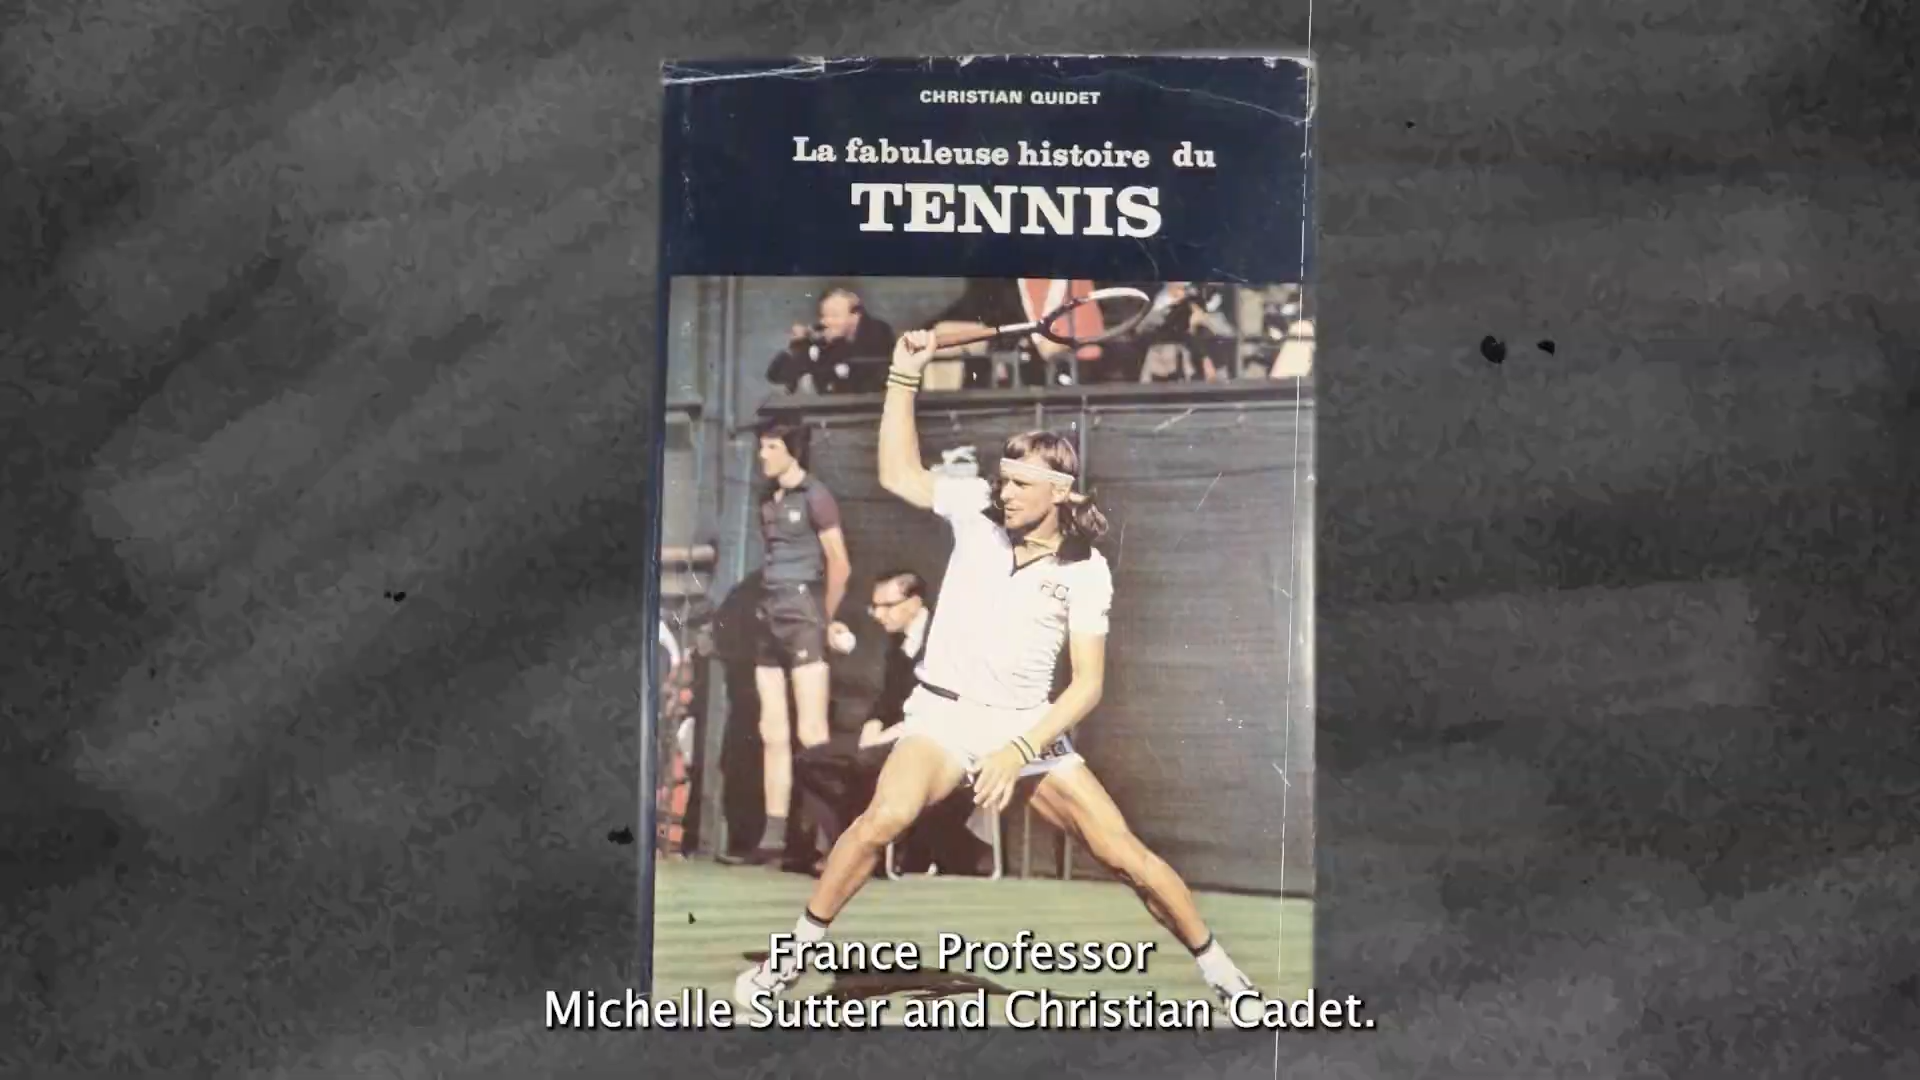 CHRISTIAN QUIDET
La fabuleuse histoire du
TENNIS
France Professor
Michelle Sutter and Christian Cadet.